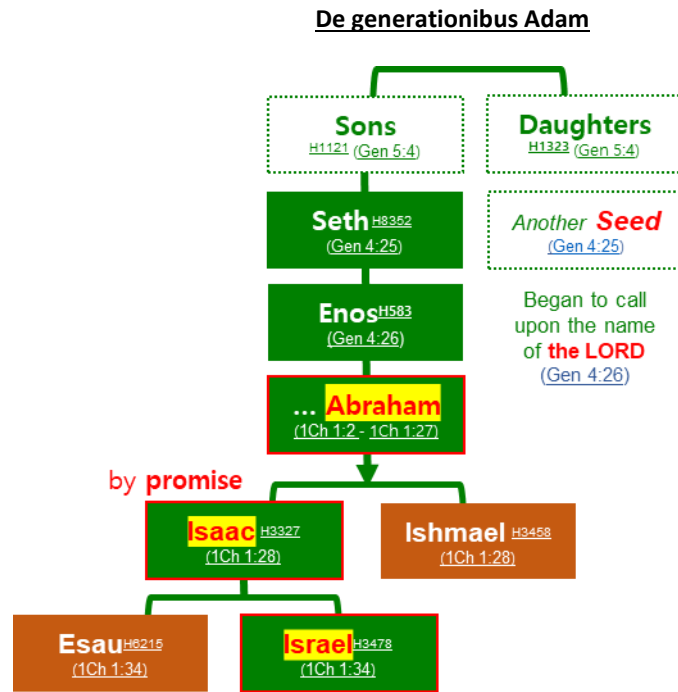 De generationibus Adam
Sons
H1121 (Gen 5:4)
Daughters
H1323 (Gen 5:4)
Seth H8352
(Gen 4:25)
Another Seed
(Gen 4:25)
Enos H583
(Gen 4:26)
Began to call
upon the name
of the LORD
(Gen 4:26)
... Abraham
(1Ch 1:2 - 1Ch 1:27)
by promise
Isaac H3327
(1Ch 1:28)
Ishmael H3458
(1Ch 1:28)
Esau H6215
(1Ch 1:34)
Israel H3478
(1Ch 1:34)